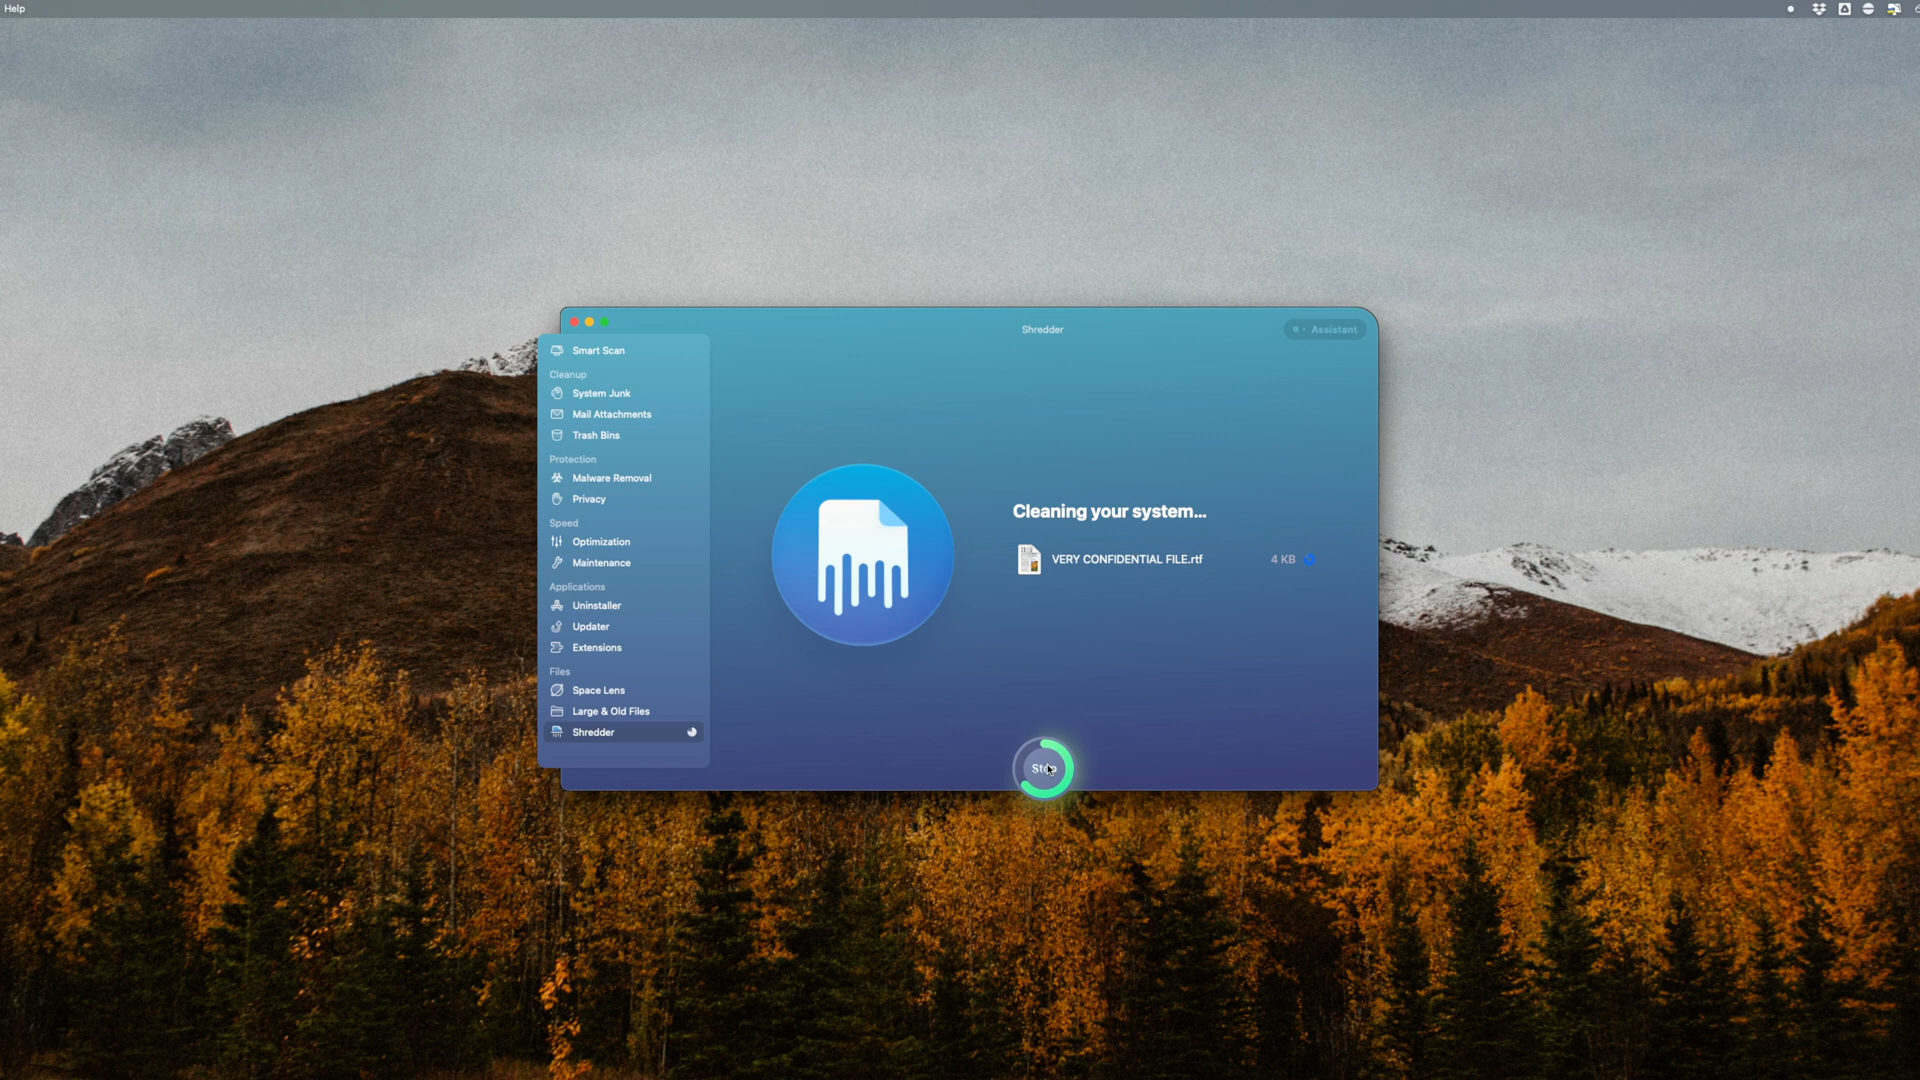 Help
Shredder
Assistant
Smart Scan
Cleanup
System Junk
Mail Attachments
Trash Bins
Protection
Malware Removal
Privacy
Speed
Optimization
Maintenance
Applications
Uninstaller
Updater
Extensions
Files
Space Lens
Large & Old Files
Shredder
Cleaning your system...
VERY CONFIDENTIAL FILE.rtf 4 KB
Stop